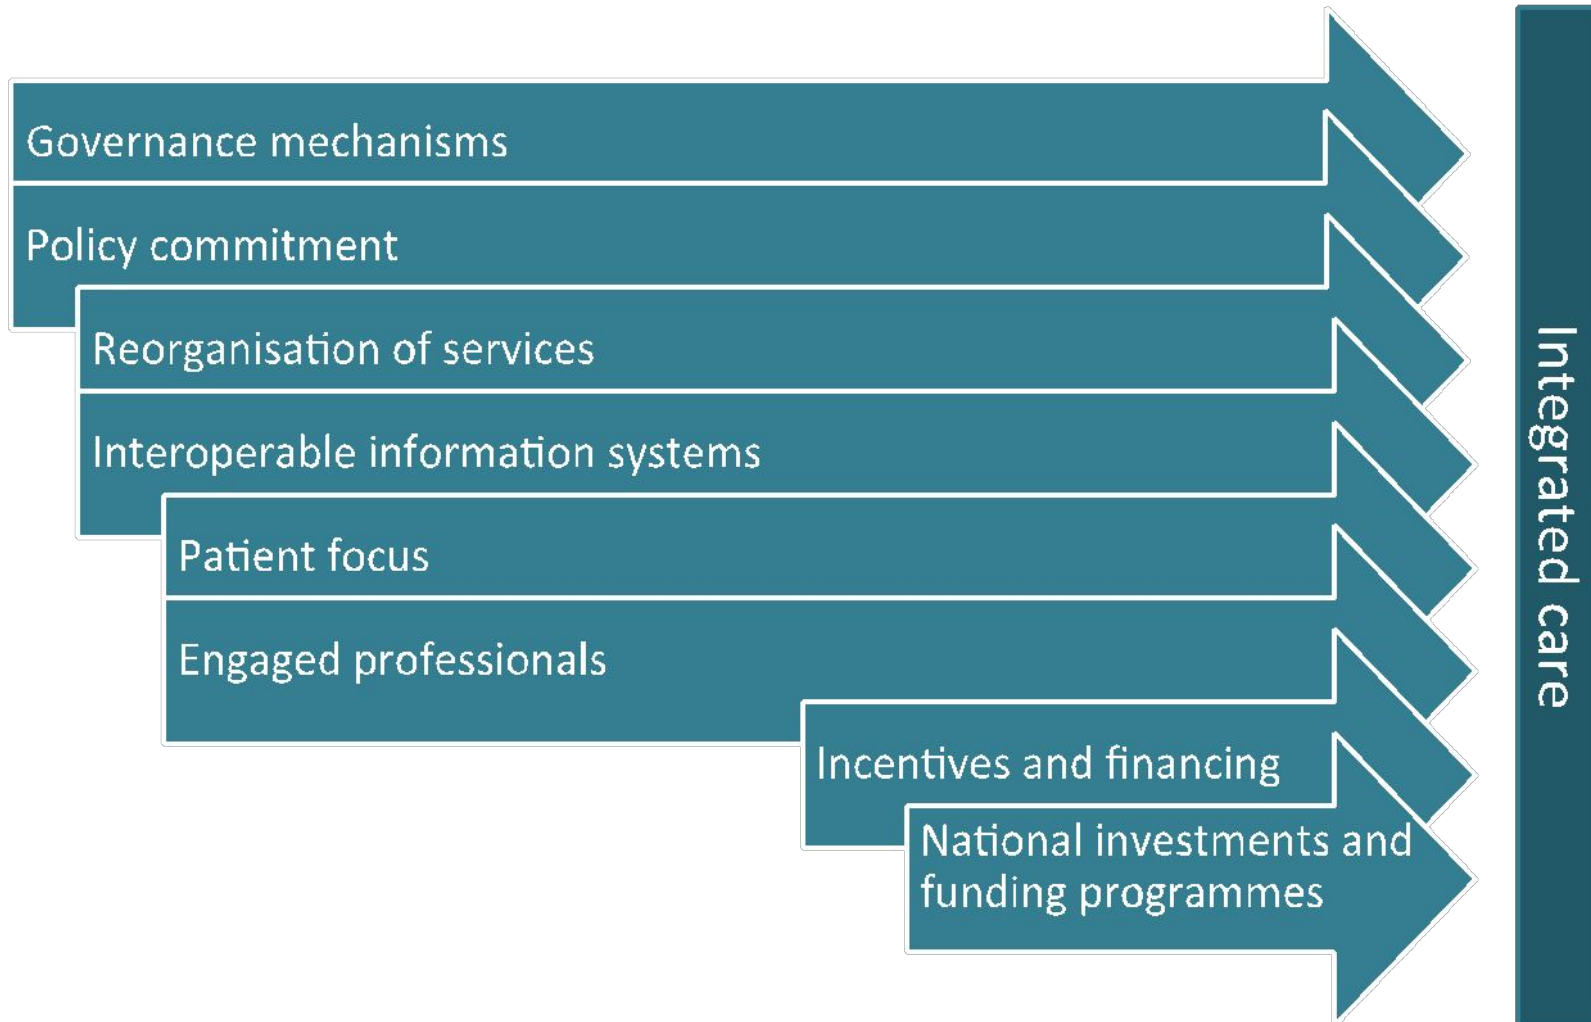 Governance mechanisms
Policy commitment
Reorganisation of services
Interoperable information systems
Patient focus
Engaged professionals
Incentives and financing
National investments and
funding programmes
Integrated care